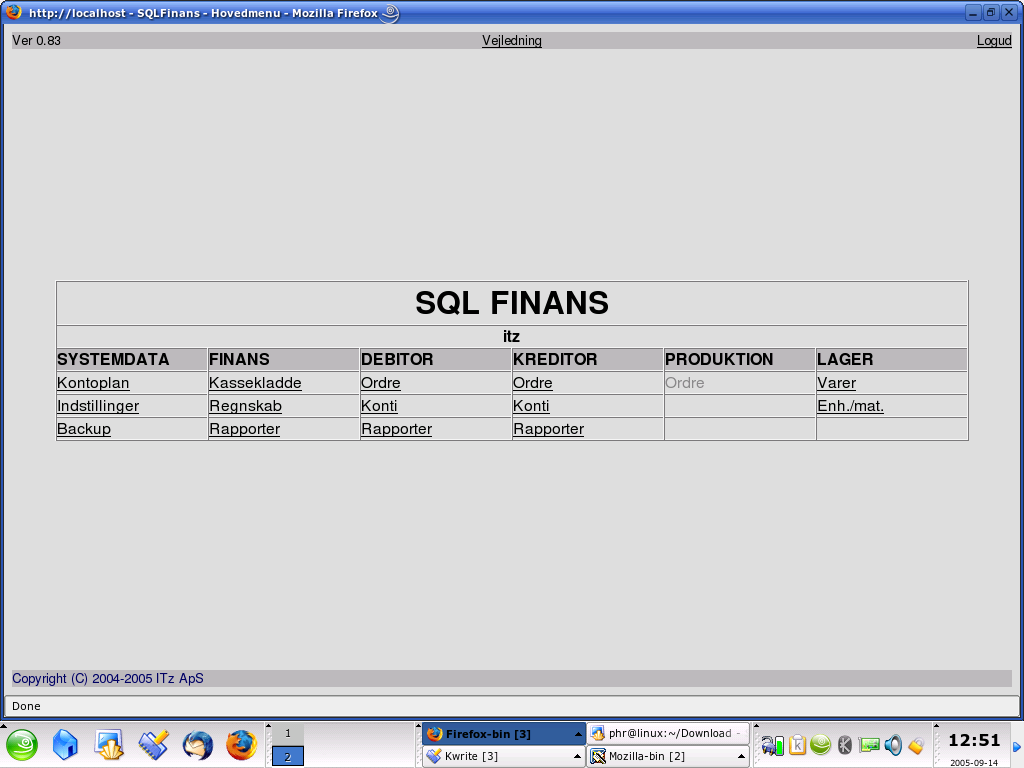 http://localhost - SQLFinans - Hovedmenu - Mozilla Firefox
Ver 0.83 Vejledning Logud
SQL FINANS
itz
SYSTEMDATA FINANS DEBITOR KREDITOR PRODUKTION LAGER
Kontoplan Kassekladde Ordre Ordre Ordre Varer
Indstillinger Regnskab Konti Konti Enh./mat.
Backup Rapporter Rapporter Rapporter
Copyright (C) 2004-2005 ITz ApS
Done
1 Firefox-bin [3] phr@linux:~/Download - 12:51
2 Kwrite [3] Mozilla-bin [2] 2005-09-14